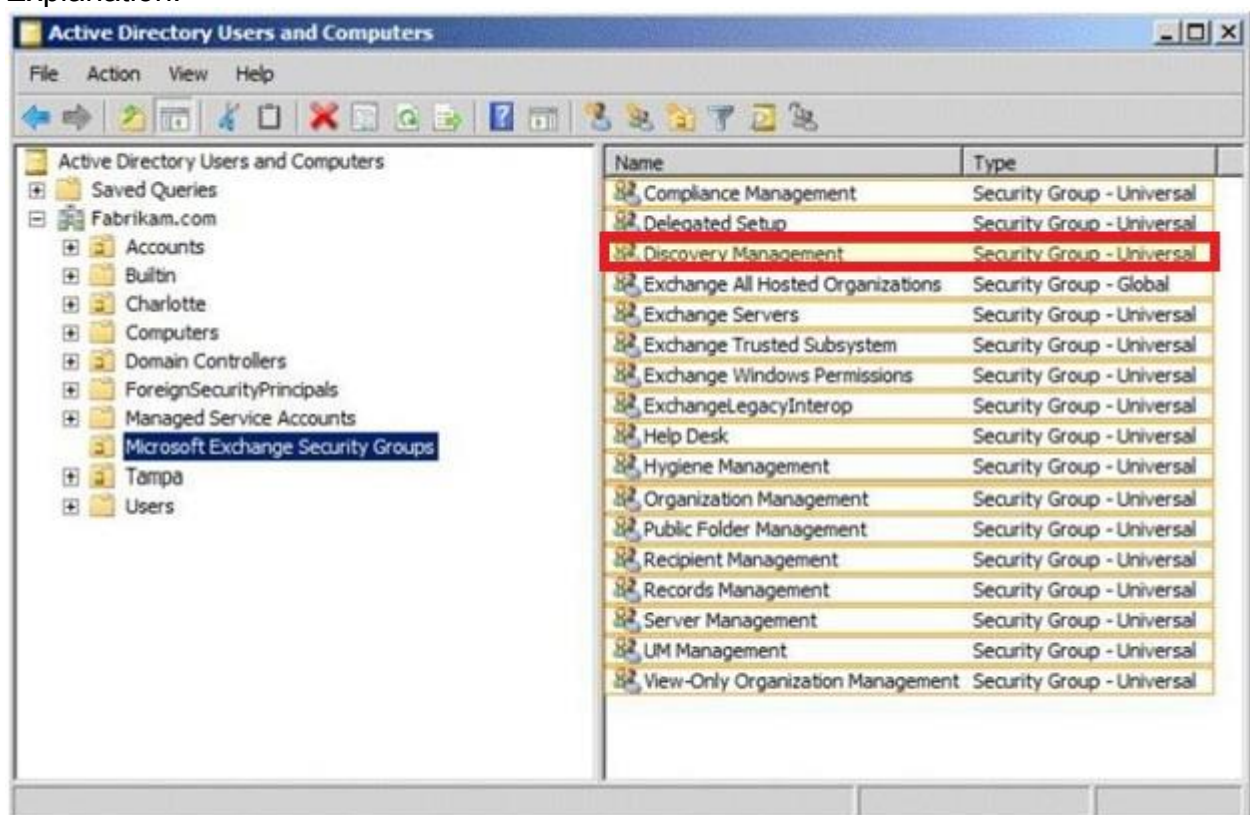 Explanation:
Active Directory Users and Computers
File Action View Help
Active Directory Users and Computers
Saved Queries
Fabrikam.com
Accounts
Builtin
Charlotte
Computers
Domain Controllers
ForeignSecurityPrincipals
Managed Service Accounts
Microsoft Exchange Security Groups
Tampa
Users
Name Type
Compliance Management Security Group - Universal
Delegated Setup Security Group - Universal
Discovery Management Security Group - Universal
Exchange All Hosted Organizations Security Group - Global
Exchange Servers Security Group - Universal
Exchange Trusted Subsystem Security Group - Universal
Exchange Windows Permissions Security Group - Universal
ExchangeLegacyInterop Security Group - Universal
Help Desk Security Group - Universal
Hygiene Management Security Group - Universal
Organization Management Security Group - Universal
Public Folder Management Security Group - Universal
Recipient Management Security Group - Universal
Records Management Security Group - Universal
Server Management Security Group - Universal
UM Management Security Group - Universal
View-Only Organization Management Security Group - Universal